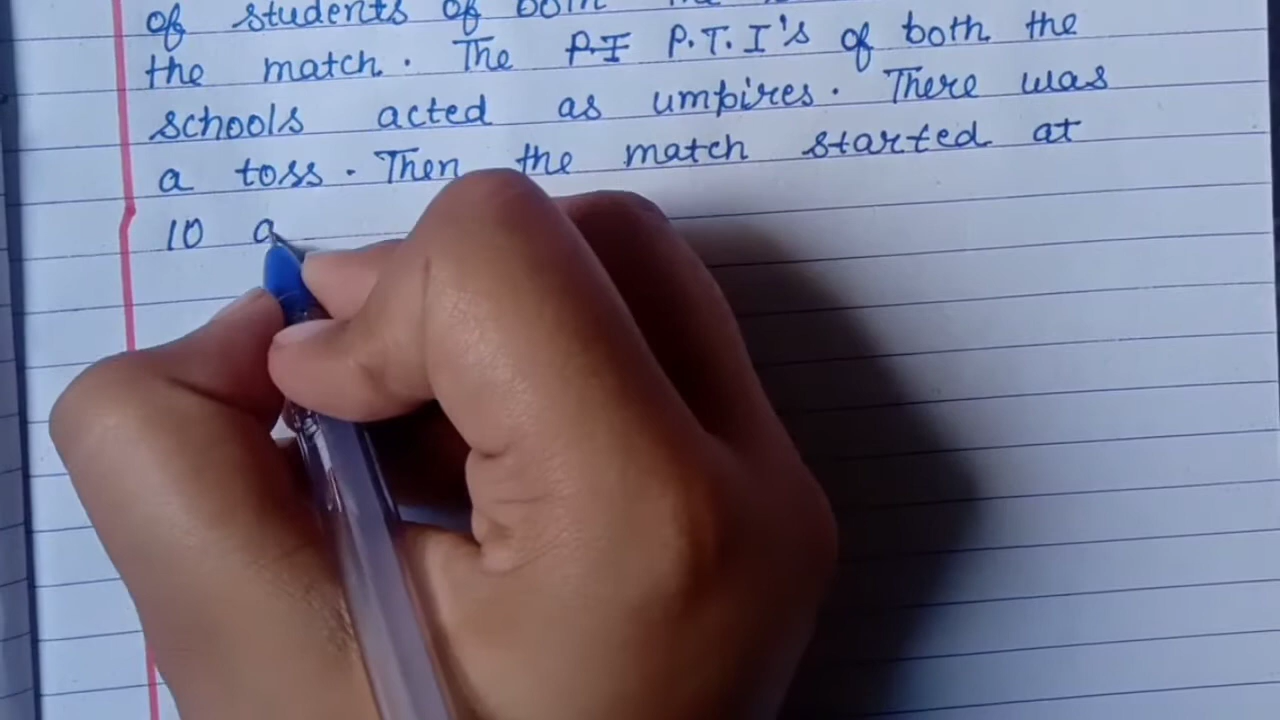 of students of both the
the match. The P.I P.T.I's of both the
schools acted as umpires. There was
a toss. Then the match started at
10 a